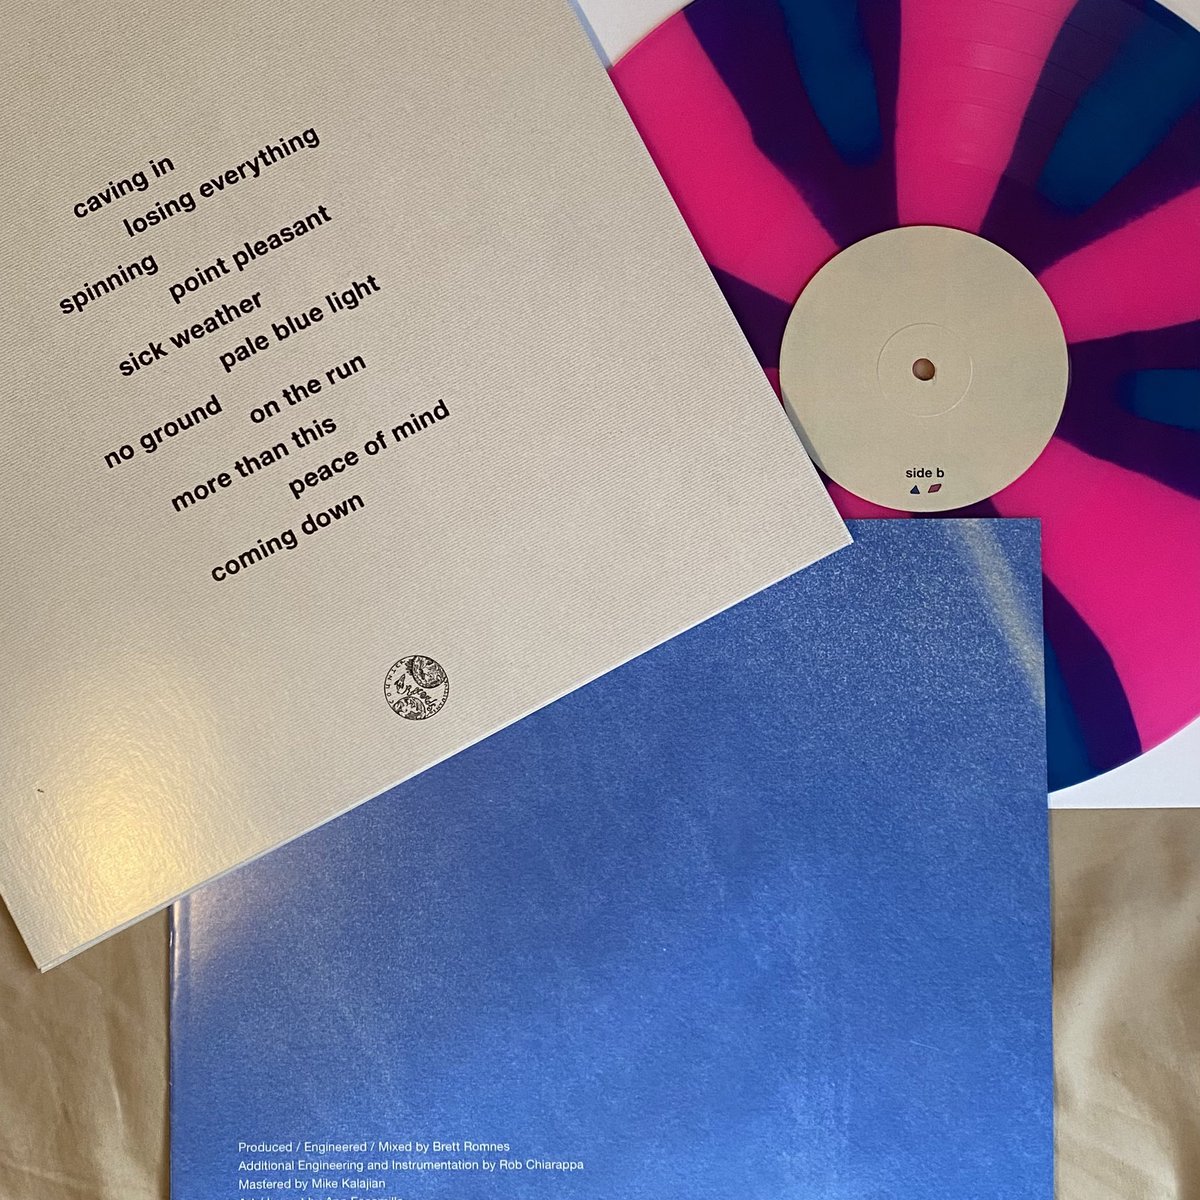 caving in
losing everything
spinning
point pleasant
sick weather
pale blue light
no ground
on the run
more than this
peace of mind
coming down
side b
Produced / Engineered / Mixed by Brett Romnes
Additional Engineering and Instrumentation by Rob Chiarappa
Mastered by Mike Kalajian